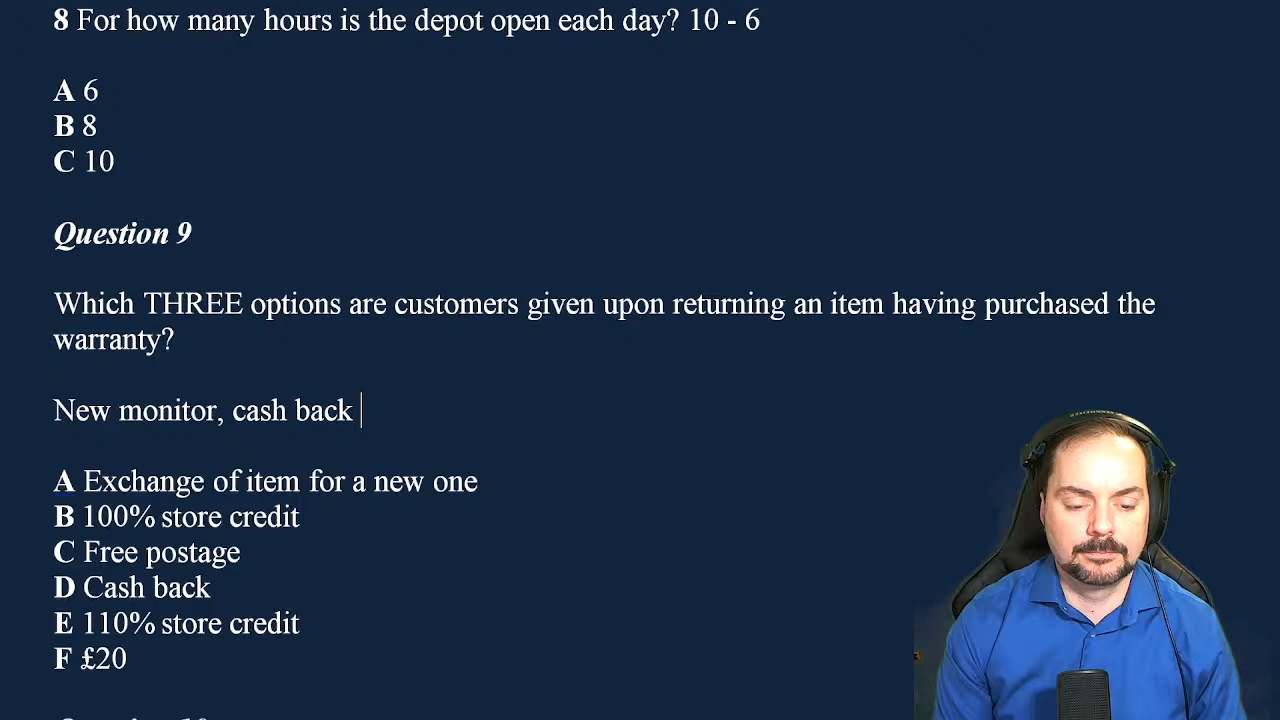 8 For how many hours is the depot open each day? 10 - 6
A 6
B 8
C 10
Question 9
Which THREE options are customers given upon returning an item having purchased the
warranty?
New monitor, cash back
A Exchange of item for a new one
B 100% store credit
C Free postage
D Cash back
E 110% store credit
F £20